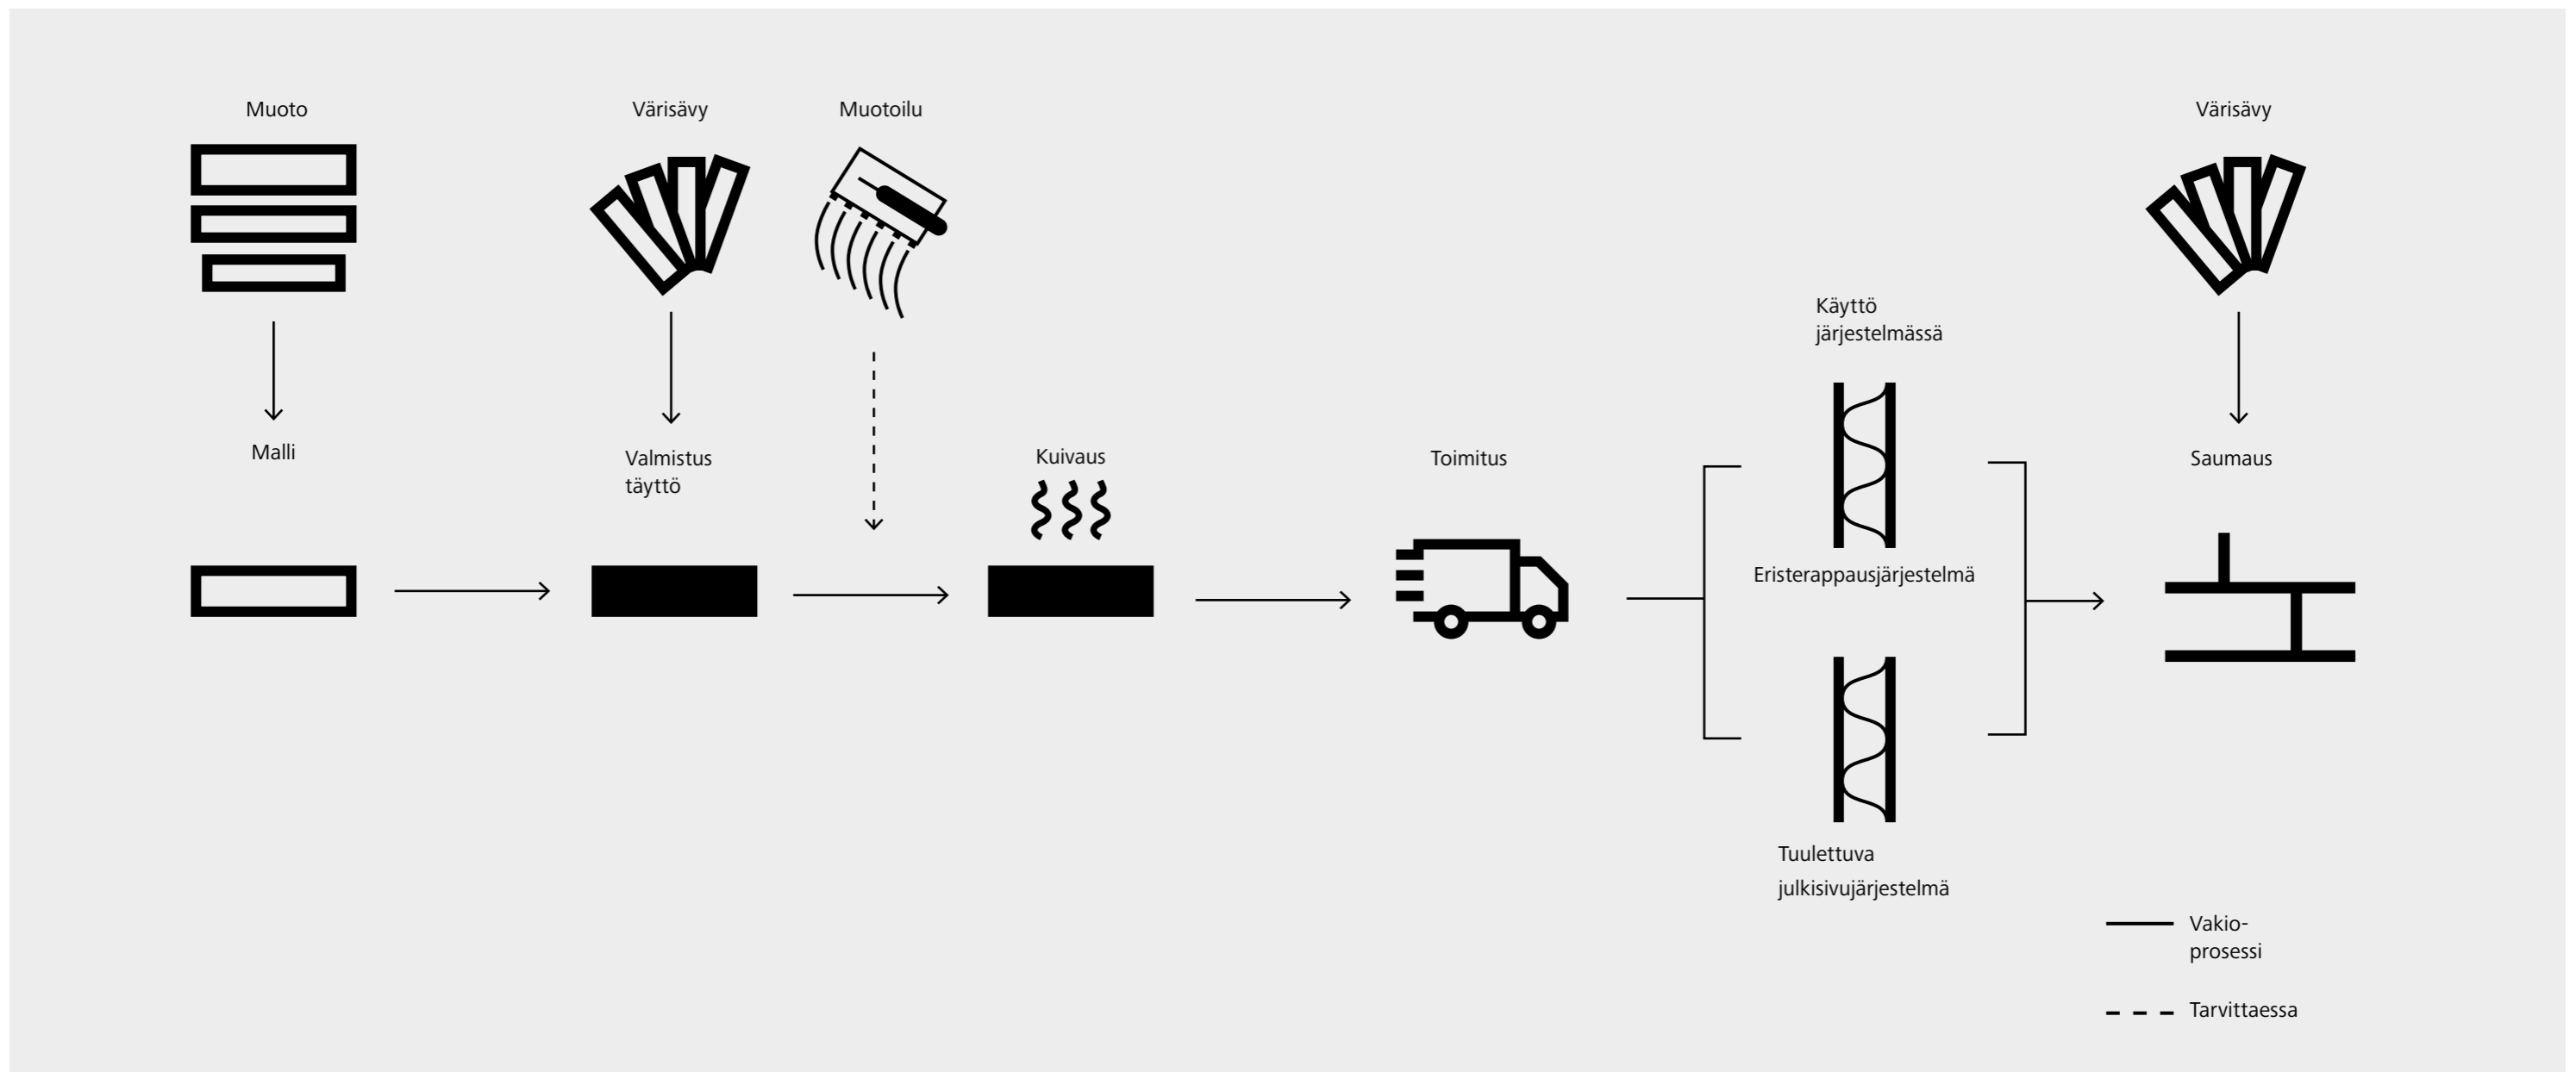 Muoto
Värisävy
Muotoilu
Värisävy
Käyttö
järjestelmässä
Malli
Valmistus
täyttö
Kuivaus
Toimitus
Saumaus
Eristerappausjärjestelmä
Tuulettuva
julkisivujärjestelmä
Vakio-
prosessi
Tarvittaessa